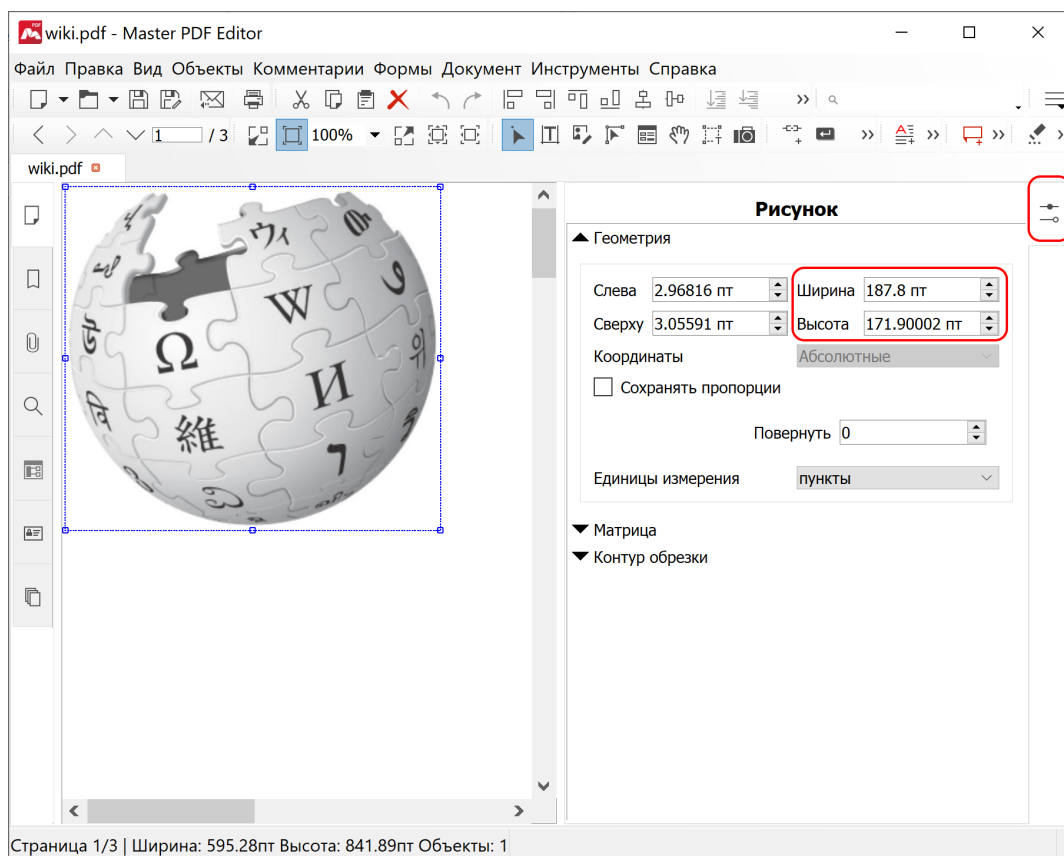 wiki.pdf - Master PDF Editor
Файл Правка Вид Объекты Комментарии Формы Документ Инструменты Справка
1 / 3 100%
wiki.pdf
Рисунок
Геометрия
Слева 2.96816 пт Ширина 187.8 пт
Сверху 3.05591 пт Высота 171.90002 пт
Координаты Абсолютные
Сохранять пропорции
Повернуть 0
Единицы измерения пункты
Матрица
Контур обрезки
ウィ
W
Ω
И
維
Страница 1/3 | Ширина: 595.28пт Высота: 841.89пт Объекты: 1